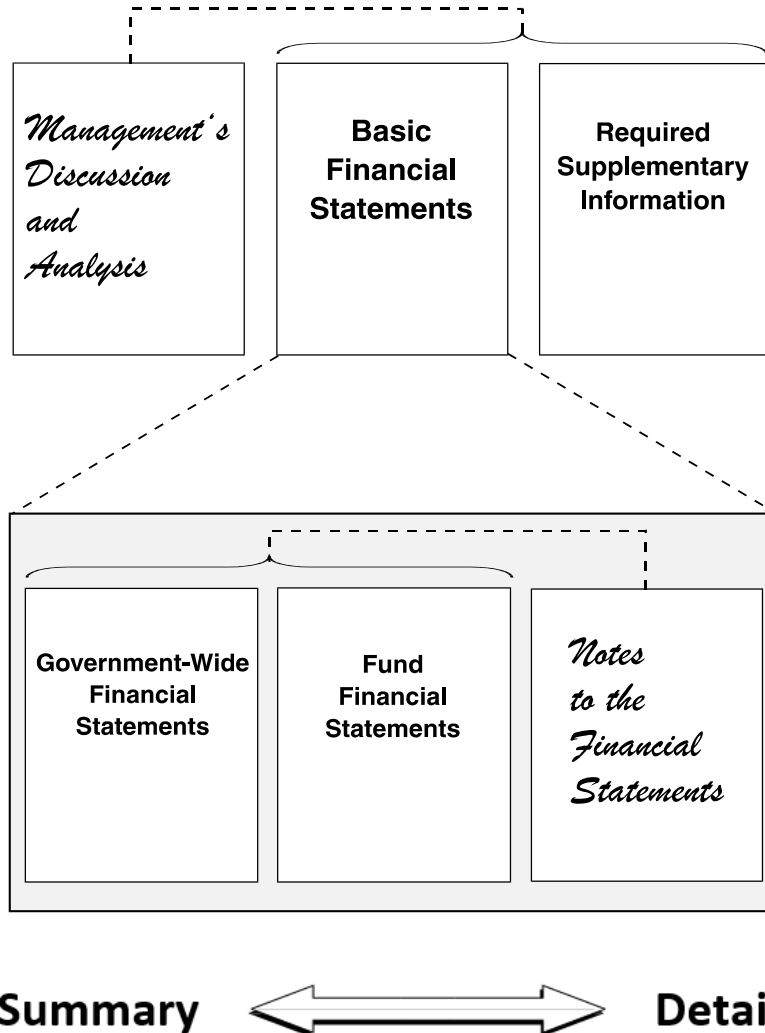 Management's
Discussion
and
Analysis
Basic
Financial
Statements
Required
Supplementary
Information
Government-Wide
Financial
Statements
Fund
Financial
Statements
Notes
to the
Financial
Statements
Summary
Detai